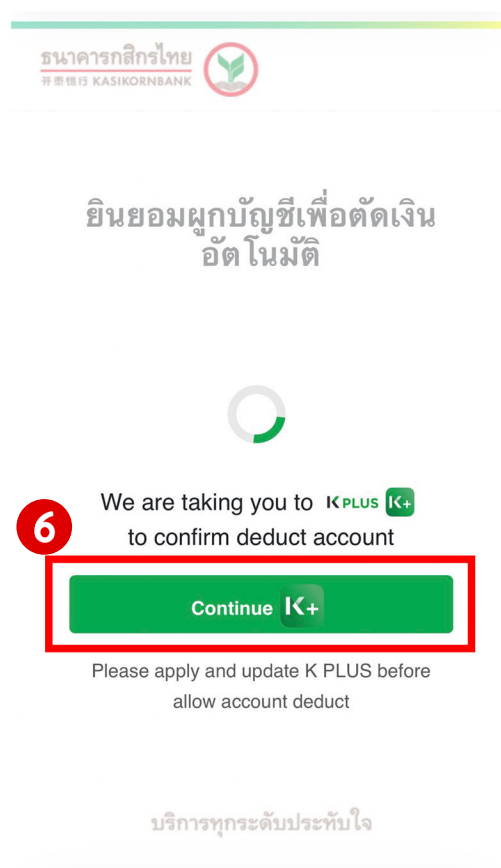 ธนาคารกสิกรไทย
开泰银行 KASIKORNBANK
ยินยอมผูกบัญชีเพื่อตัดเงิน
อัตโนมัติ
We are taking you to K PLUS K+
6
to confirm deduct account
Continue K+
Please apply and update K PLUS before
allow account deduct
บริการทุกระดับประทับใจ